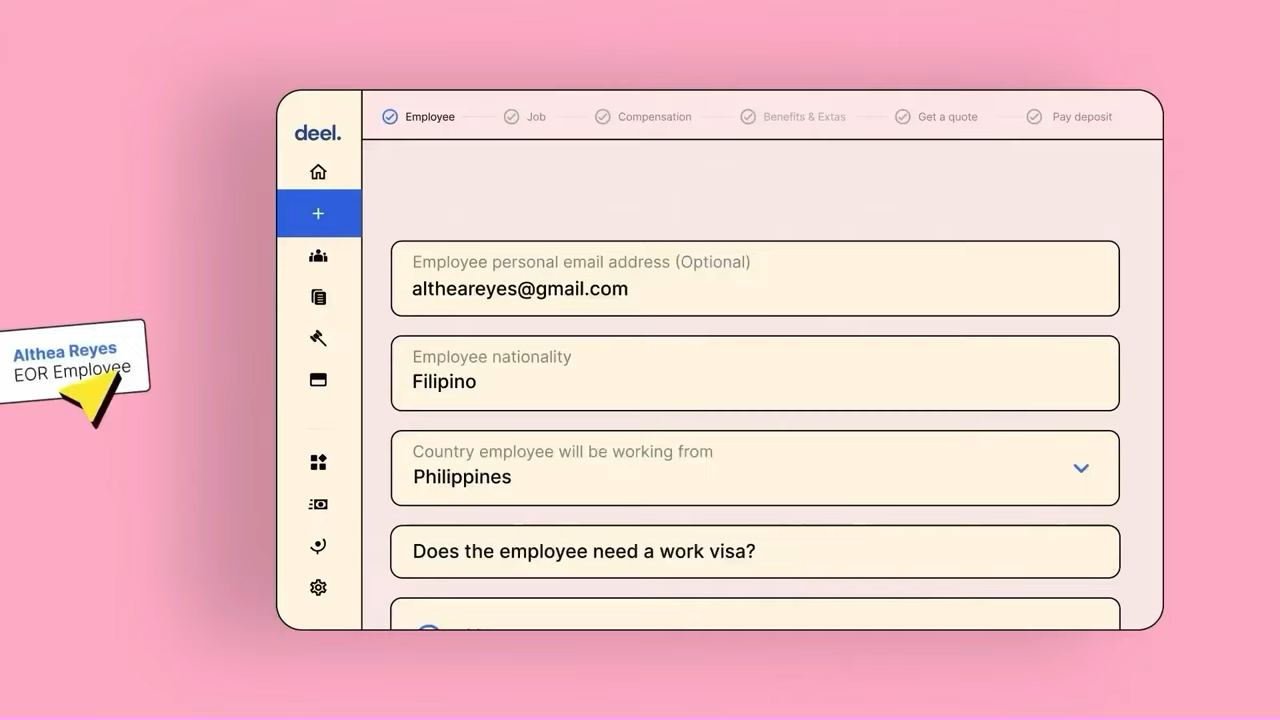 deel.
Employee
Job
Compensation
Benefits & Extas
Get a quote
Pay deposit
Employee personal email address (Optional)
altheareyes@gmail.com
Employee nationality
Filipino
Country employee will be working from
Philippines
Does the employee need a work visa?
Althea Reyes
EOR Employee